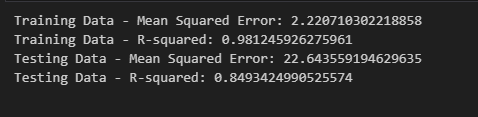 Training Data - Mean Squared Error: 2.220710302218858
Training Data - R-squared: 0.981245926275961
Testing Data - Mean Squared Error: 22.643559194629635
Testing Data - R-squared: 0.8493424990525574